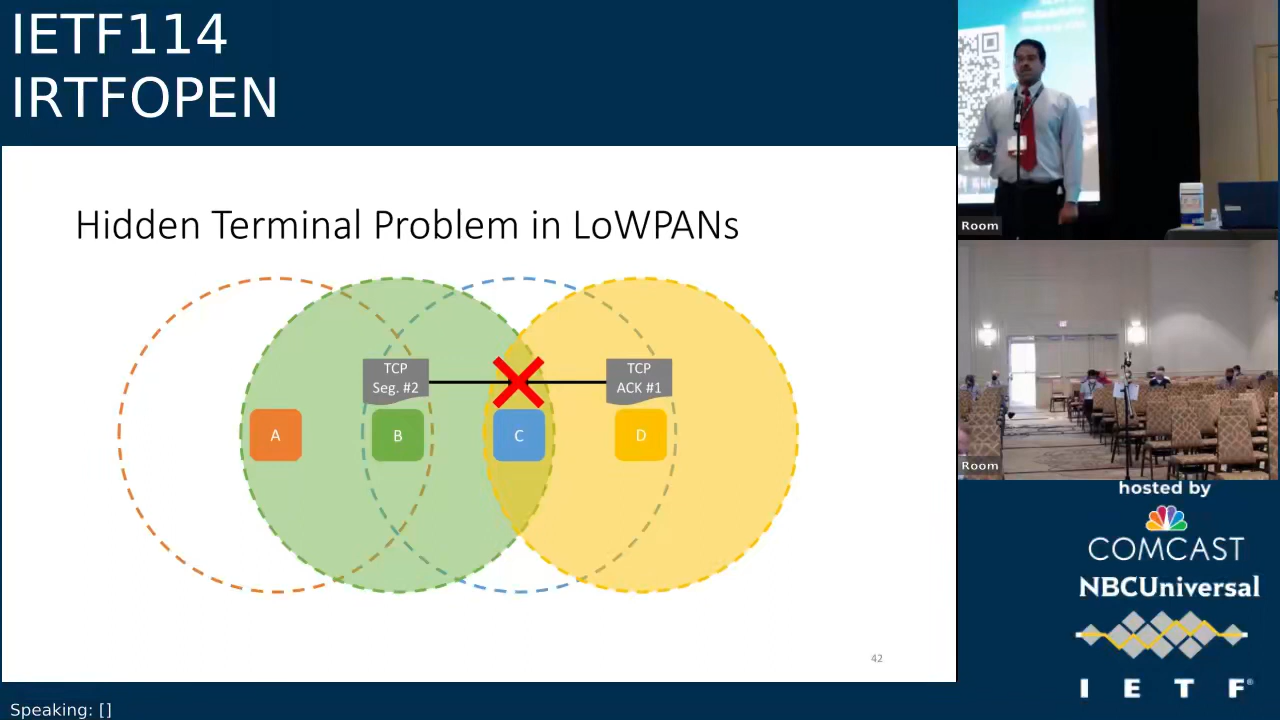 IETF114
IRTFOPEN
Hidden Terminal Problem in LoWPANs
TCP
Seg. #2
TCP
ACK #1
A
B
C
D
42
Room
Room
hosted by
COMCAST
NBCUniversal
I E T F®
Speaking: []